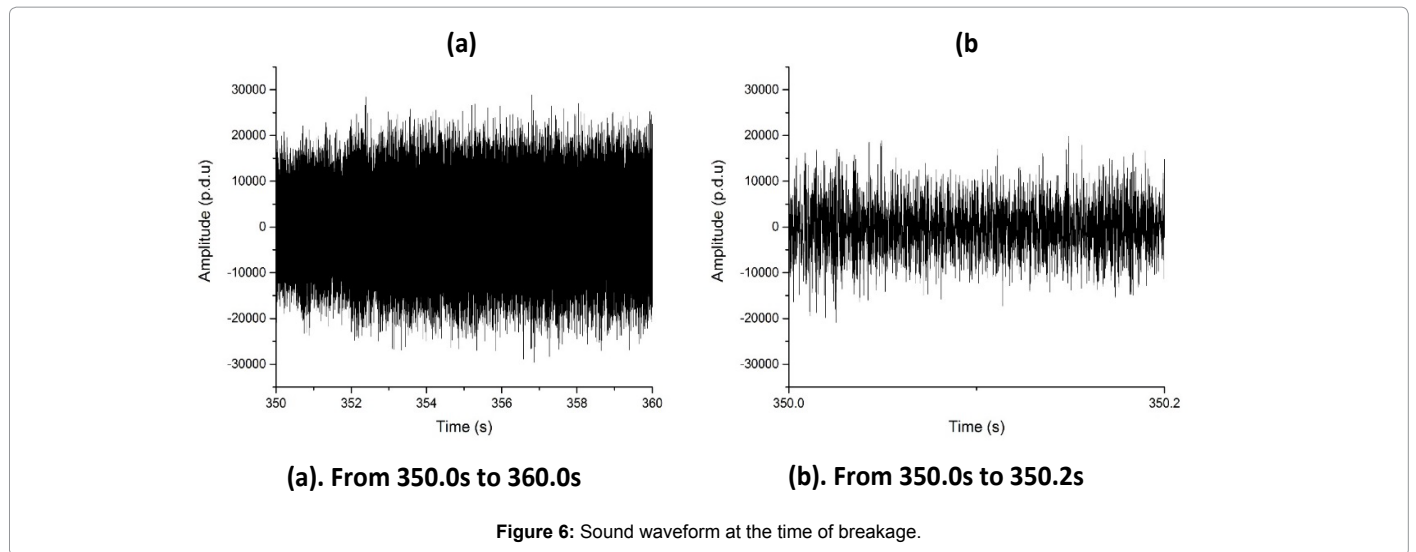 (a)
30000
20000
10000
0
-10000
-20000
-30000
Amplitude (p.d.u)
350 352 354 356 358 360
Time (s)
(a). From 350.0s to 360.0s
(b
30000
20000
10000
0
-10000
-20000
-30000
Amplitude (p.d.u)
350.0 350.2
Time (s)
(b). From 350.0s to 350.2s
Figure 6: Sound waveform at the time of breakage.